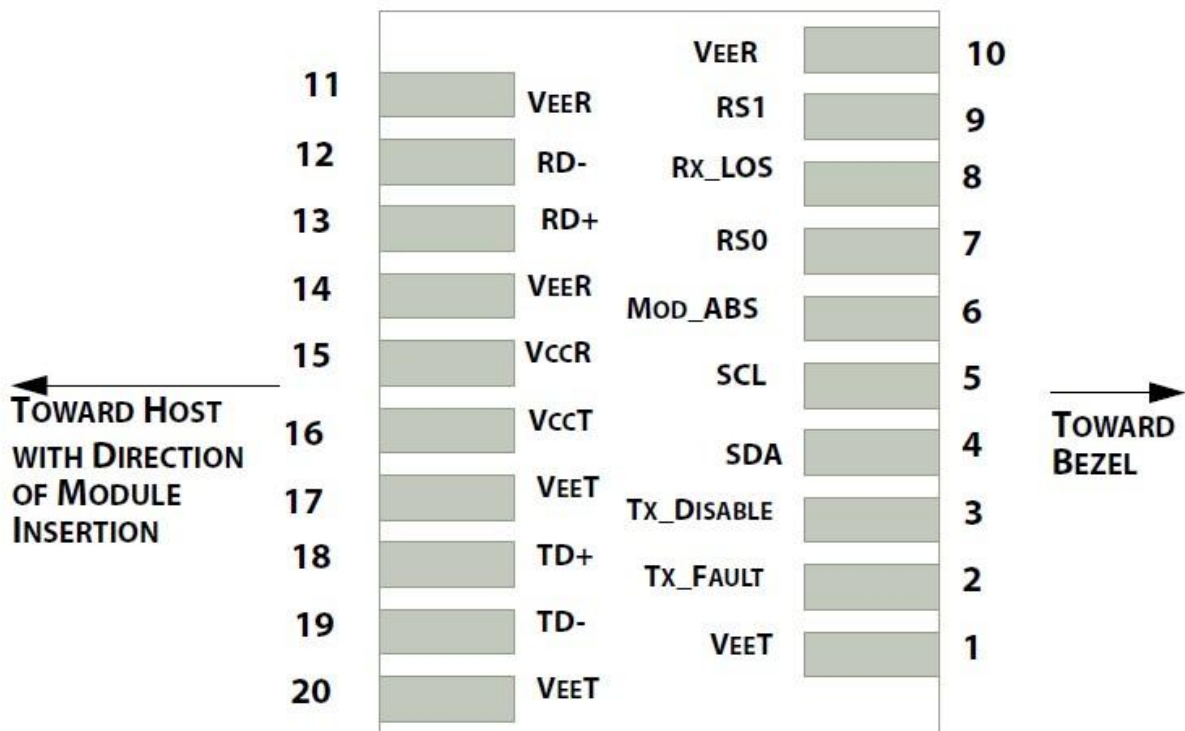 11 VEER
12 RD-
13 RD+
14 VEER
15 VCCR
16 VCCT
17 VEET
18 TD+
19 TD-
20 VEET
VEER 10
RS1 9
RX_LOS 8
RS0 7
MOD_ABS 6
SCL 5
SDA 4
TX_DISABLE 3
TX_FAULT 2
VEET 1
TOWARD HOST
WITH DIRECTION
OF MODULE
INSERTION
TOWARD
BEZEL